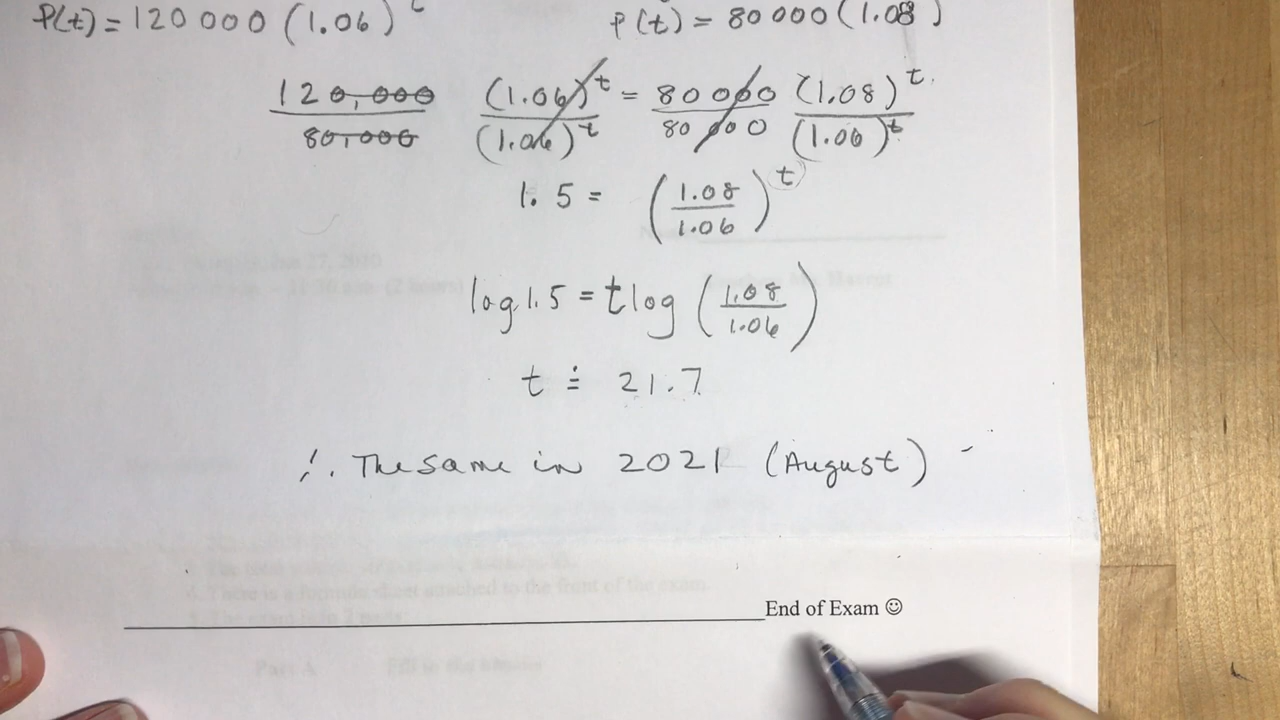 P(t) = 120 000 (1.06)^t P(t) = 80 000 (1.08)
120,000/80,000 (1.06)^t/(1.06)^t = 80 000/80 000 (1.08)^t/(1.06)^t
1.5 = (1.08/1.06)^t
log 1.5 = t log (1.08/1.06)
t ≐ 21.7
∴ The same in 2021 (August)
End of Exam ☺